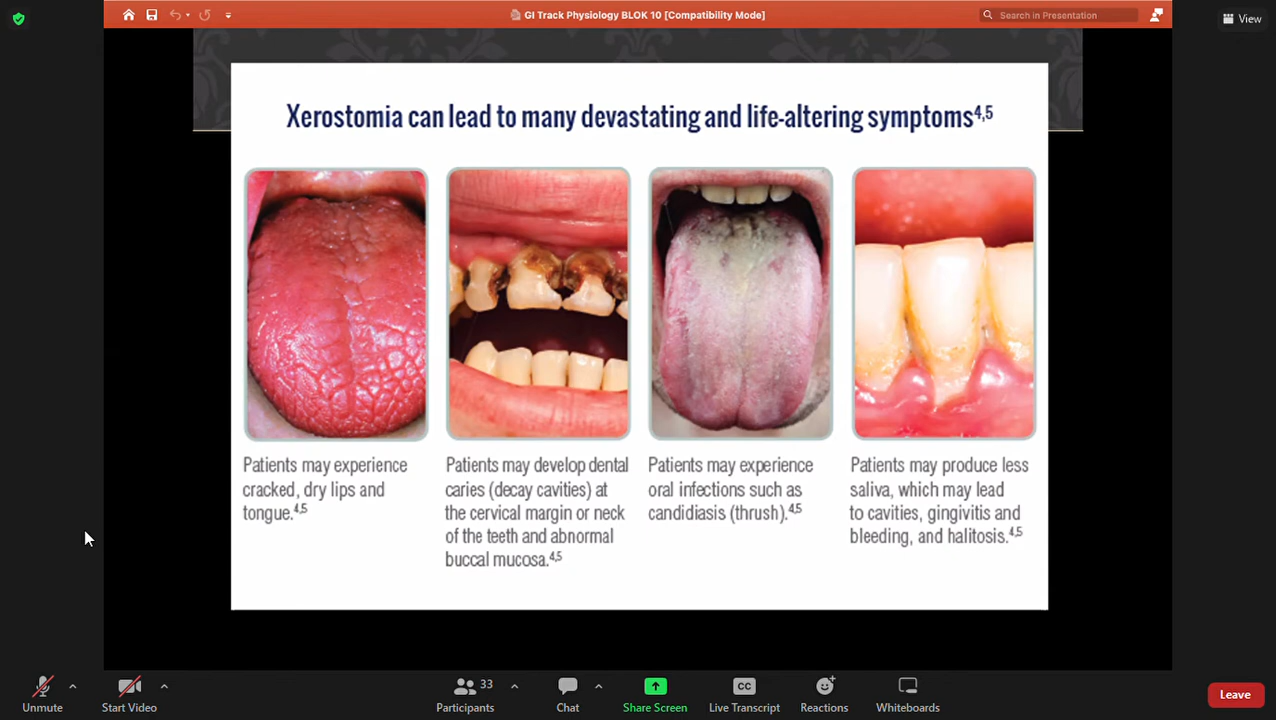 GI Track Physiology BLOK 10 [Compatibility Mode]
Search in Presentation
View
Xerostomia can lead to many devastating and life-altering symptoms4,5
Patients may experience
cracked, dry lips and
tongue.4,5
Patients may develop dental
caries (decay cavities) at
the cervical margin or neck
of the teeth and abnormal
buccal mucosa.4,5
Patients may experience
oral infections such as
candidiasis (thrush).4,5
Patients may produce less
saliva, which may lead
to cavities, gingivitis and
bleeding, and halitosis.4,5
Unmute
Start Video
33
Participants
Chat
Share Screen
CC
Live Transcript
Reactions
Whiteboards
Leave